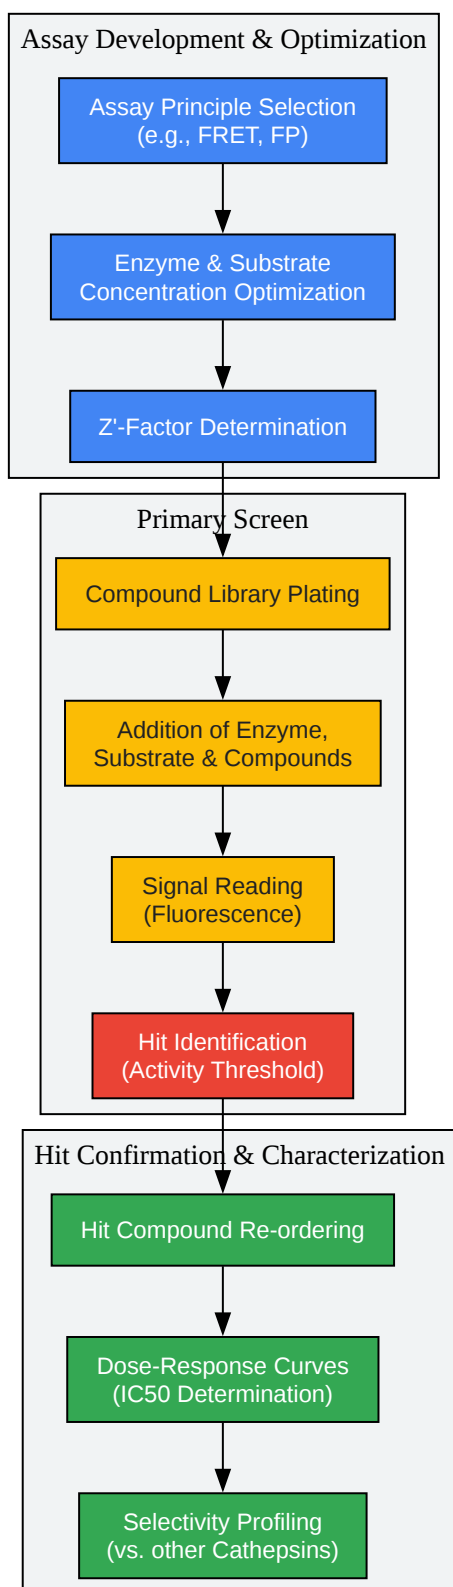 Assay Development & Optimization
Assay Principle Selection
(e.g., FRET, FP)
Enzyme & Substrate
Concentration Optimization
Z'-Factor Determination
Primary Screen
Compound Library Plating
Addition of Enzyme,
Substrate & Compounds
Signal Reading
(Fluorescence)
Hit Identification
(Activity Threshold)
Hit Confirmation & Characterization
Hit Compound Re-ordering
Dose-Response Curves
(IC50 Determination)
Selectivity Profiling
(vs. other Cathepsins)